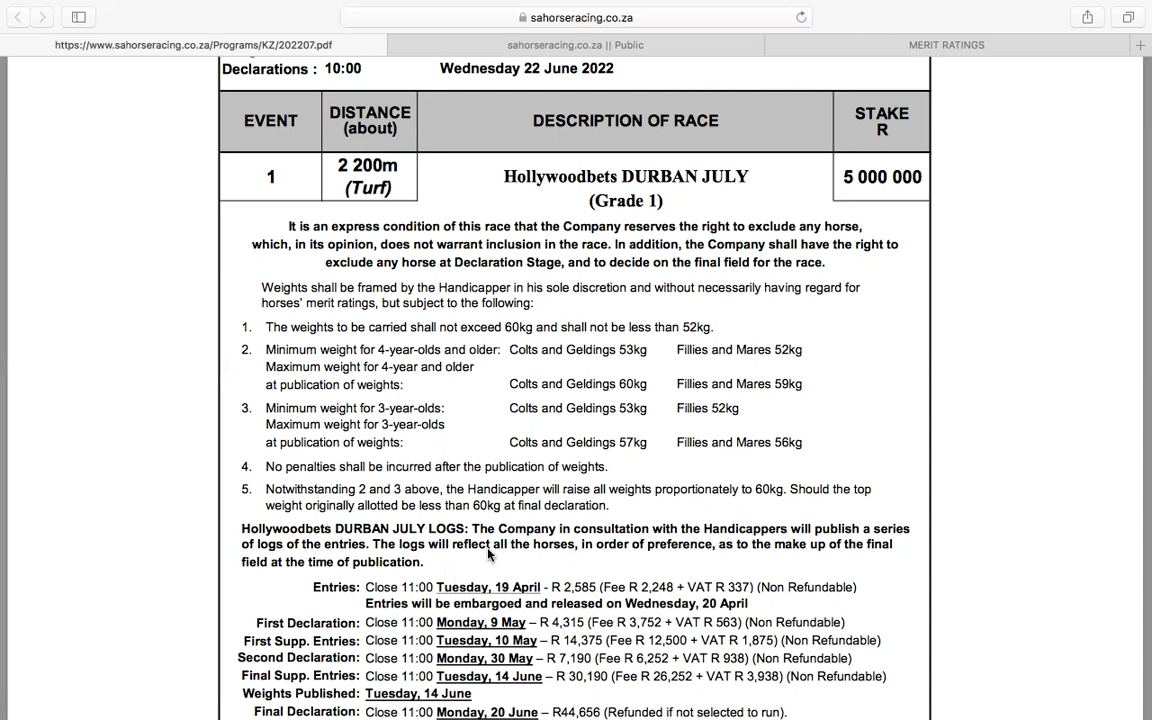 sahorseracing.co.za
https://www.sahorseracing.co.za/Programs/KZ/202207.pdf
sahorseracing.co.za || Public
MERIT RATINGS
Declarations : 10:00 Wednesday 22 June 2022
EVENT
DISTANCE
(about)
DESCRIPTION OF RACE
STAKE
R
1
2 200m
(Turf)
Hollywoodbets DURBAN JULY
(Grade 1)
5 000 000
It is an express condition of this race that the Company reserves the right to exclude any horse,
which, in its opinion, does not warrant inclusion in the race. In addition, the Company shall have the right to
exclude any horse at Declaration Stage, and to decide on the final field for the race.
Weights shall be framed by the Handicapper in his sole discretion and without necessarily having regard for
horses' merit ratings, but subject to the following:
1. The weights to be carried shall not exceed 60kg and shall not be less than 52kg.
2. Minimum weight for 4-year-olds and older: Colts and Geldings 53kg Fillies and Mares 52kg
Maximum weight for 4-year and older
at publication of weights: Colts and Geldings 60kg Fillies and Mares 59kg
3. Minimum weight for 3-year-olds: Colts and Geldings 53kg Fillies 52kg
Maximum weight for 3-year-olds
at publication of weights: Colts and Geldings 57kg Fillies and Mares 56kg
4. No penalties shall be incurred after the publication of weights.
5. Notwithstanding 2 and 3 above, the Handicapper will raise all weights proportionately to 60kg. Should the top
weight originally allotted be less than 60kg at final declaration.
Hollywoodbets DURBAN JULY LOGS: The Company in consultation with the Handicappers will publish a series
of logs of the entries. The logs will reflect all the horses, in order of preference, as to the make up of the final
field at the time of publication.
Entries: Close 11:00 Tuesday, 19 April - R 2,585 (Fee R 2,248 + VAT R 337) (Non Refundable)
Entries will be embargoed and released on Wednesday, 20 April
First Declaration: Close 11:00 Monday, 9 May – R 4,315 (Fee R 3,752 + VAT R 563) (Non Refundable)
First Supp. Entries: Close 11:00 Tuesday, 10 May – R 14,375 (Fee R 12,500 + VAT R 1,875) (Non Refundable)
Second Declaration: Close 11:00 Monday, 30 May – R 7,190 (Fee R 6,252 + VAT R 938) (Non Refundable)
Final Supp. Entries: Close 11:00 Tuesday, 14 June – R 30,190 (Fee R 26,252 + VAT R 3,938) (Non Refundable)
Weights Published: Tuesday, 14 June
Final Declaration: Close 11:00 Monday, 20 June – R44,656 (Refunded if not selected to run).